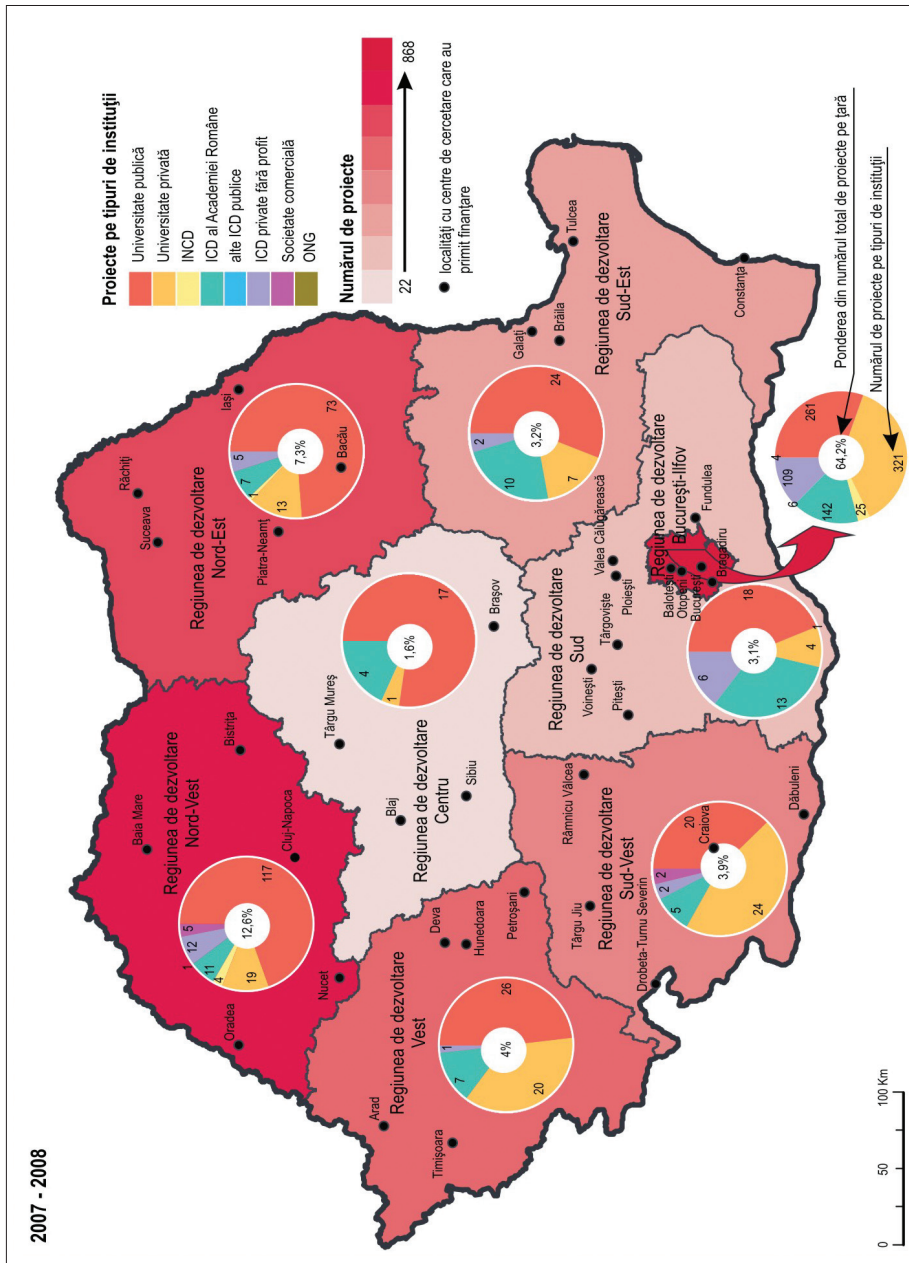 2007 - 2008
Proiecte pe tipuri de instituţii
Universitate publică
Universitate privată
INCD
ICD al Academiei Române
alte ICD publice
ICD private fără profit
Societate comercială
ONG
Numărul de proiecte
22
868
localităţi cu centre de cercetare care au
primit finanţare
Regiunea de dezvoltare
Nord-Vest
Baia Mare
Bistriţa
Cluj-Napoca
Oradea
Nucet
12,6%
117
19
4
11
1
12
5
Regiunea de dezvoltare
Nord-Est
Răchiţi
Suceava
Iaşi
Piatra-Neamţ
Bacău
7,3%
73
13
1
7
5
Regiunea de dezvoltare
Centru
Târgu Mureş
Blaj
Sibiu
Braşov
1,6%
17
1
4
Regiunea de dezvoltare
Vest
Arad
Timişoara
Deva
Hunedoara
Petroşani
4%
26
20
7
1
Regiunea de dezvoltare
Sud-Vest
Râmnicu Vâlcea
Târgu Jiu
Drobeta-Turnu Severin
Craiova
Dăbuleni
3,9%
20
24
5
2
2
Regiunea de dezvoltare
Sud
Valea Călugarească
Ploieşti
Târgovişte
Voineşti
Piteşti
Fundulea
3,1%
18
1
4
13
6
Regiunea de dezvoltare
Bucureşti-Ilfov
Baloteşti
Otopeni
Bucureşti
Bragadiru
64,2%
261
321
25
142
6
109
4
Regiunea de dezvoltare
Sud-Est
Galaţi
Brăila
Tulcea
Constanţa
3,2%
24
7
10
2
Ponderea din numărul total de proiecte pe ţară
Numărul de proiecte pe tipuri de instituţii
0 50 100 Km